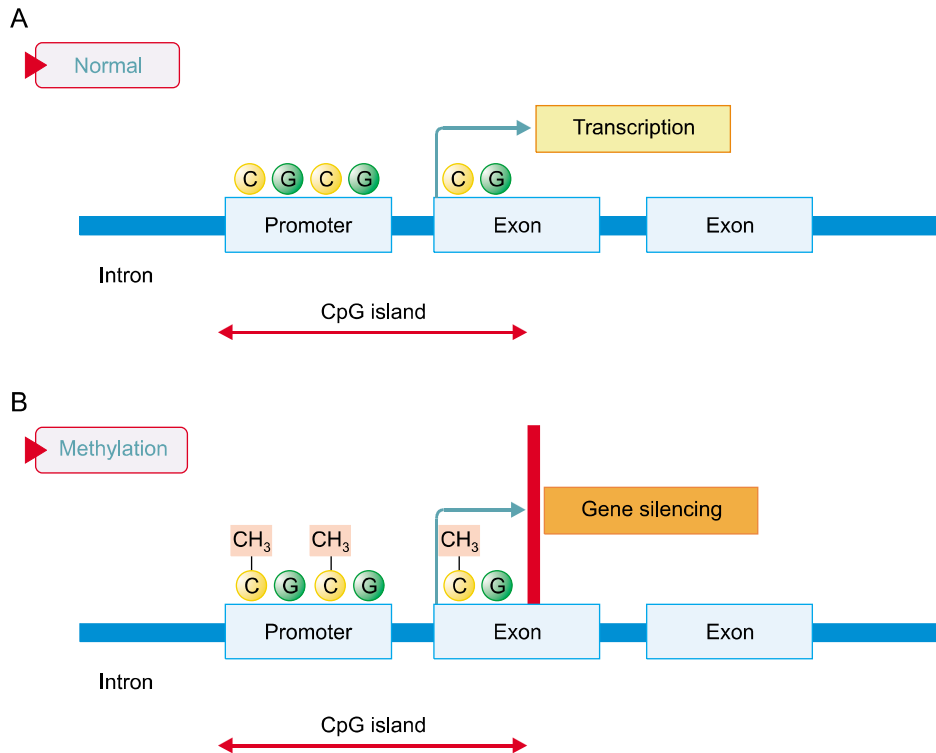 A
Normal
Transcription
C G C G C G
Promoter Exon Exon
Intron
CpG island
B
Methylation
Gene silencing
CH₃ CH₃ CH₃
C G C G C G
Promoter Exon Exon
Intron
CpG island